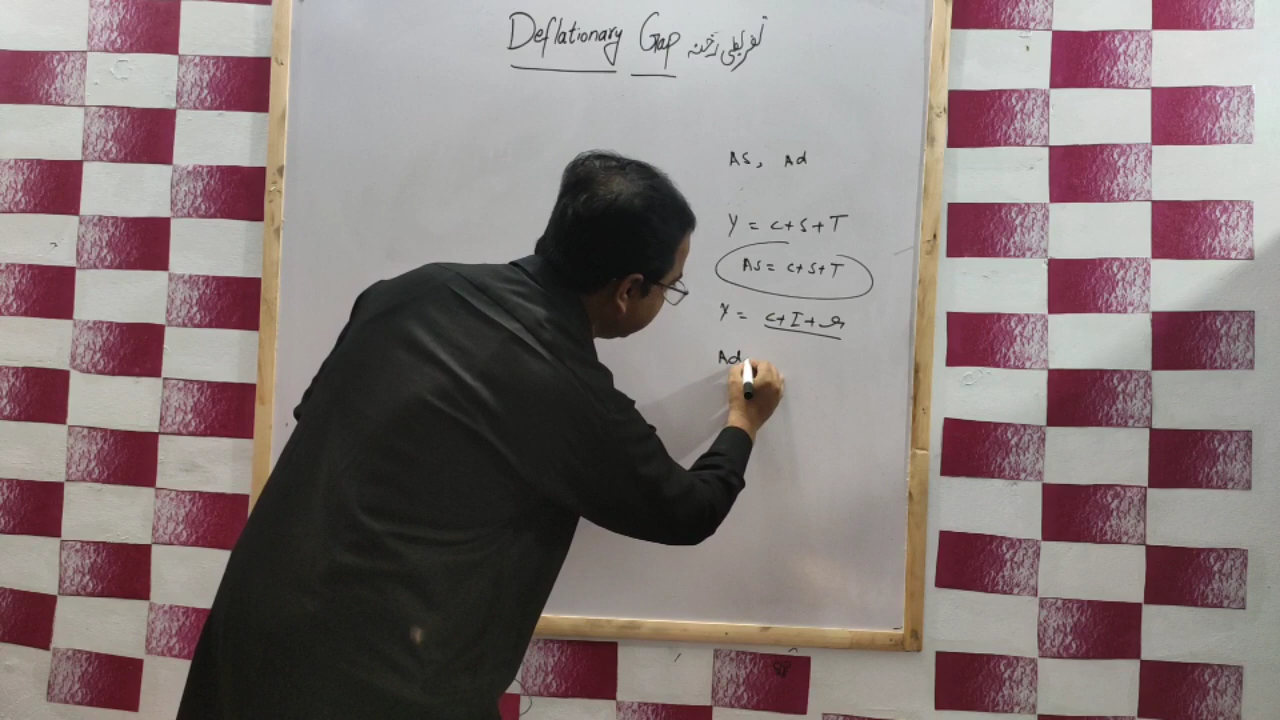 Deflationary Gap تفریطی رخنہ
AS, Ad
Y = C+S+T
AS = C+S+T
Y = C+I+G
Ad